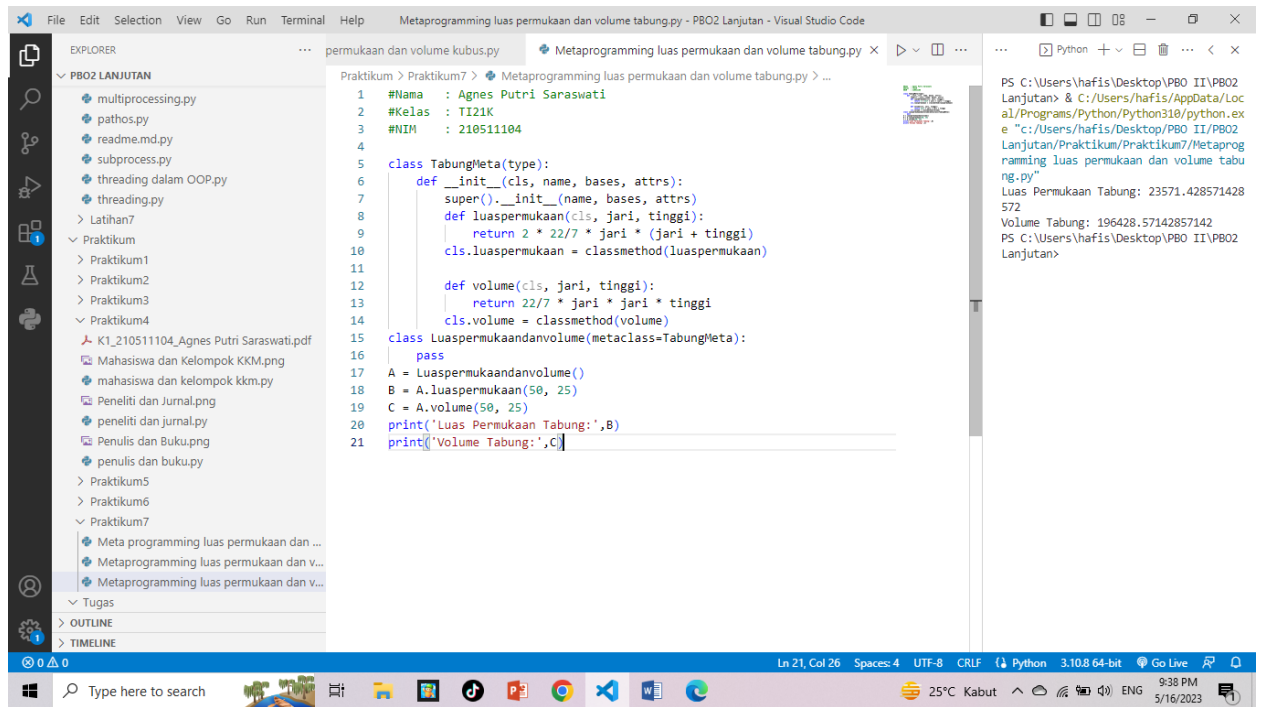 File Edit Selection View Go Run Terminal Help
Metaprogramming luas permukaan dan volume tabung.py - PBO2 Lanjutan - Visual Studio Code
EXPLORER
PBO2 LANJUTAN
multiprocessing.py
pathos.py
readme.md.py
subprocess.py
threading dalam OOP.py
threading.py
Latihan7
Praktikum
Praktikum1
Praktikum2
Praktikum3
Praktikum4
K1_210511104_Agnes Putri Saraswati.pdf
Mahasiswa dan Kelompok KKM.png
mahasiswa dan kelompok kkm.py
Peneliti dan Jurnal.png
peneliti dan jurnal.py
Penulis dan Buku.png
penulis dan buku.py
Praktikum5
Praktikum6
Praktikum7
Meta programming luas permukaan dan ...
Metaprogramming luas permukaan dan v...
Metaprogramming luas permukaan dan v...
Tugas
OUTLINE
TIMELINE
1
1
permukaan dan volume kubus.py
Metaprogramming luas permukaan dan volume tabung.py
Praktikum > Praktikum7 > Metaprogramming luas permukaan dan volume tabung.py > ...
1 #Nama : Agnes Putri Saraswati
2 #Kelas : TI21K
3 #NIM : 210511104
4
5 class TabungMeta(type):
6 def __init__(cls, name, bases, attrs):
7 super().__init__(name, bases, attrs)
8 def luaspermukaan(cls, jari, tinggi):
9 return 2 * 22/7 * jari * (jari + tinggi)
10 cls.luaspermukaan = classmethod(luaspermukaan)
11
12 def volume(cls, jari, tinggi):
13 return 22/7 * jari * jari * tinggi
14 cls.volume = classmethod(volume)
15 class Luaspermukaandanvolume(metaclass=TabungMeta):
16 pass
17 A = Luaspermukaandanvolume()
18 B = A.luaspermukaan(50, 25)
19 C = A.volume(50, 25)
20 print('Luas Permukaan Tabung:',B)
21 print('Volume Tabung:',C)
Python
PS C:\Users\hafis\Desktop\PBO II\PBO2
Lanjutan> & C:/Users/hafis/AppData/Loc
al/Programs/Python/Python310/python.ex
e "c:/Users/hafis/Desktop/PBO II/PBO2
Lanjutan/Praktikum/Praktikum7/Metaprog
ramming luas permukaan dan volume tabu
ng.py"
Luas Permukaan Tabung: 23571.428571428
572
Volume Tabung: 196428.57142857142
PS C:\Users\hafis\Desktop\PBO II\PBO2
Lanjutan>
0 0
Ln 21, Col 26 Spaces: 4 UTF-8 CRLF Python 3.10.8 64-bit Go Live
Type here to search
25°C Kabut
ENG
9:38 PM
5/16/2023
1